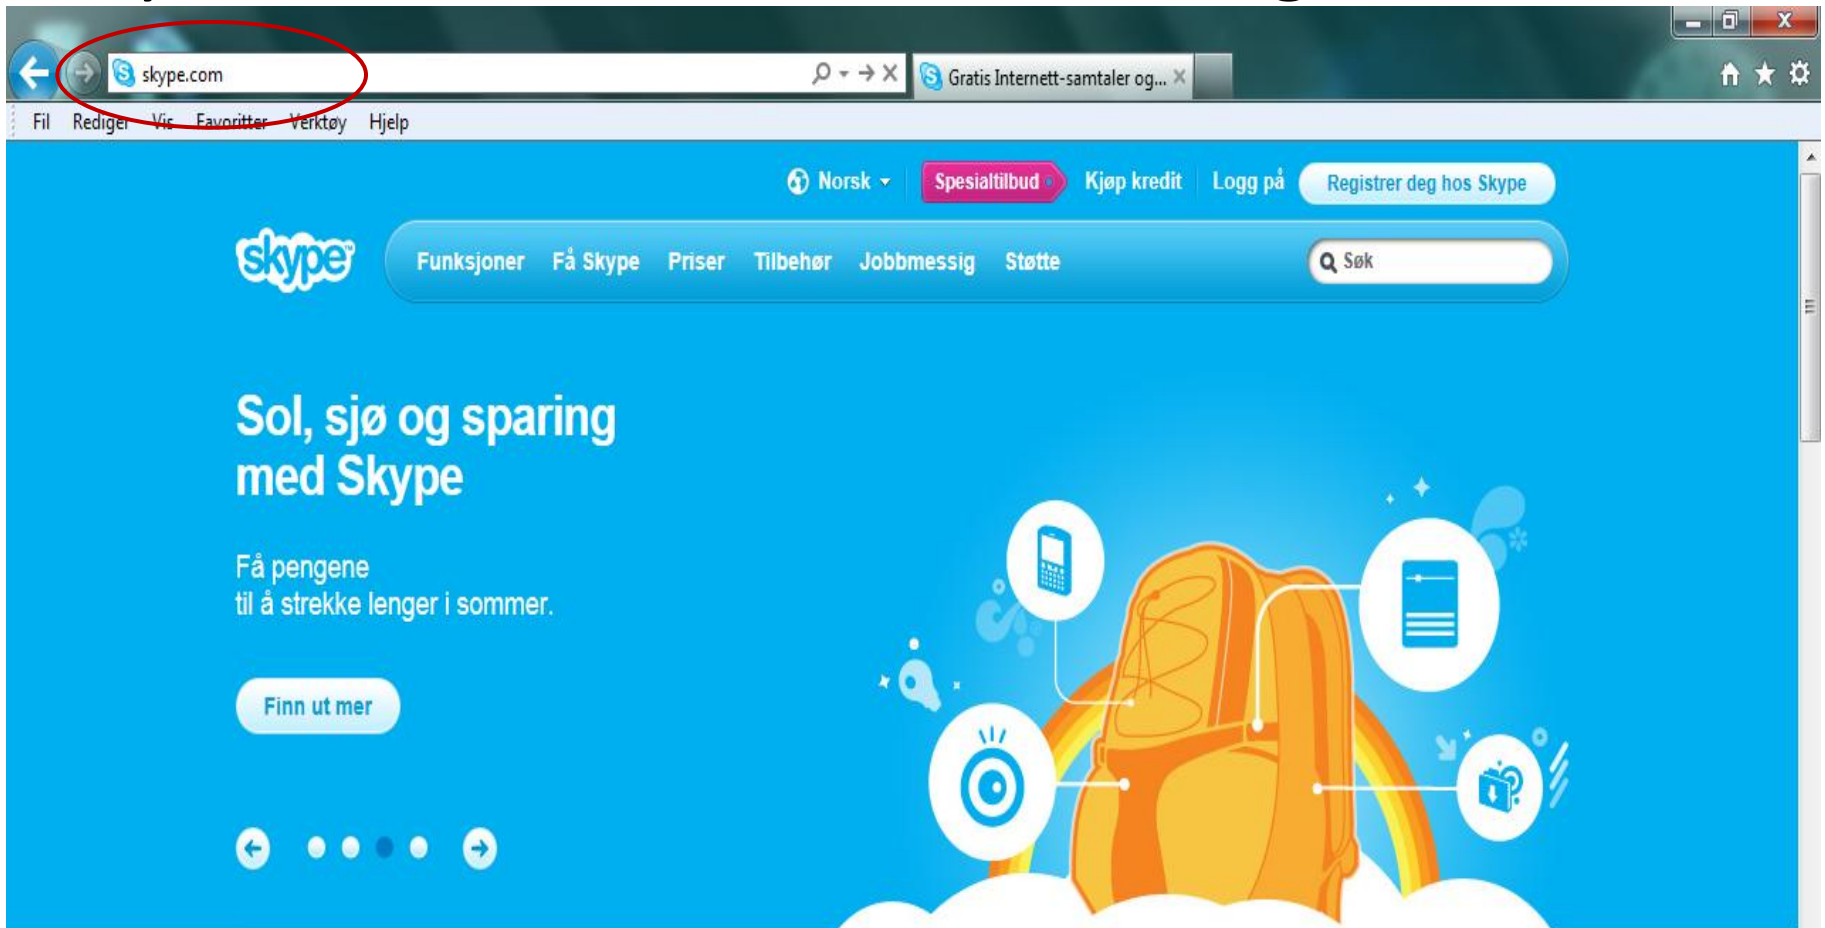 skype.com
Gratis Internett-samtaler og...
Fil Rediger Vis Favoritter Verktøy Hjelp
Norsk Spesialtilbud Kjøp kredit Logg på Registrer deg hos Skype
skype Funksjoner Få Skype Priser Tilbehør Jobbmessig Støtte Søk
Sol, sjø og sparing
med Skype
Få pengene
til å strekke lenger i sommer.
Finn ut mer